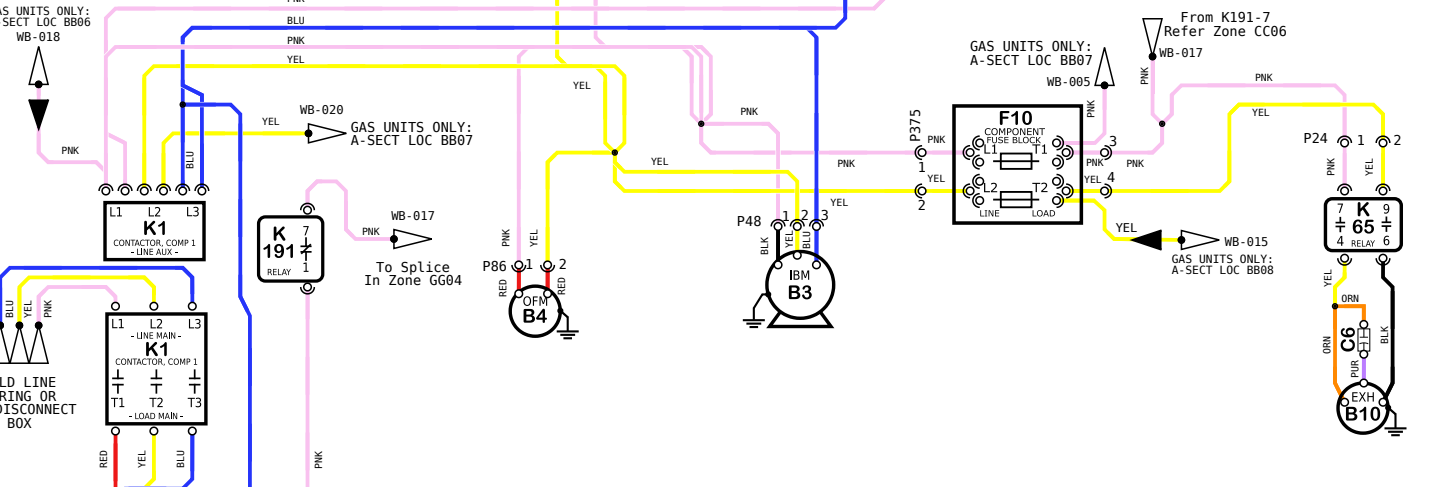 AS UNITS ONLY:
-SECT LOC BB06
WB-018
PNK
BLU
PNK
YEL
YEL
WB-020
YEL
GAS UNITS ONLY:
A-SECT LOC BB07
BLU
L1 L2 L3
K1
CONTACTOR, COMP 1
- LINE AUX -
K
191
7
1
RELAY
PNK
WB-017
To Splice
In Zone GG04
PNK
BLU
YEL
PNK
L1 L2 L3
- LINE MAIN -
K1
CONTACTOR, COMP 1
T1 T2 T3
- LOAD MAIN -
LD LINE
RING OR
DISCONNECT
BOX
RED
YEL
BLU
PNK
YEL
P86
1
2
RED
RED
OFM
B4
PNK
YEL
PNK
P48
1
2
3
BLK
YEL
BLU
IBM
B3
P375
1
2
PNK
YEL
F10
COMPONENT
FUSE BLOCK
L1
T1
L2
T2
LINE
LOAD
GAS UNITS ONLY:
A-SECT LOC BB07
WB-005
PNK
3
PNK
PNK
YEL
4
From K191-7
Refer Zone CC06
WB-017
PNK
PNK
YEL
YEL
WB-015
GAS UNITS ONLY:
A-SECT LOC BB08
P24
1
2
PNK
YEL
7
9
K
65
4
RELAY
6
YEL
ORN
ORN
C6
PUR
BLK
EXH
B10